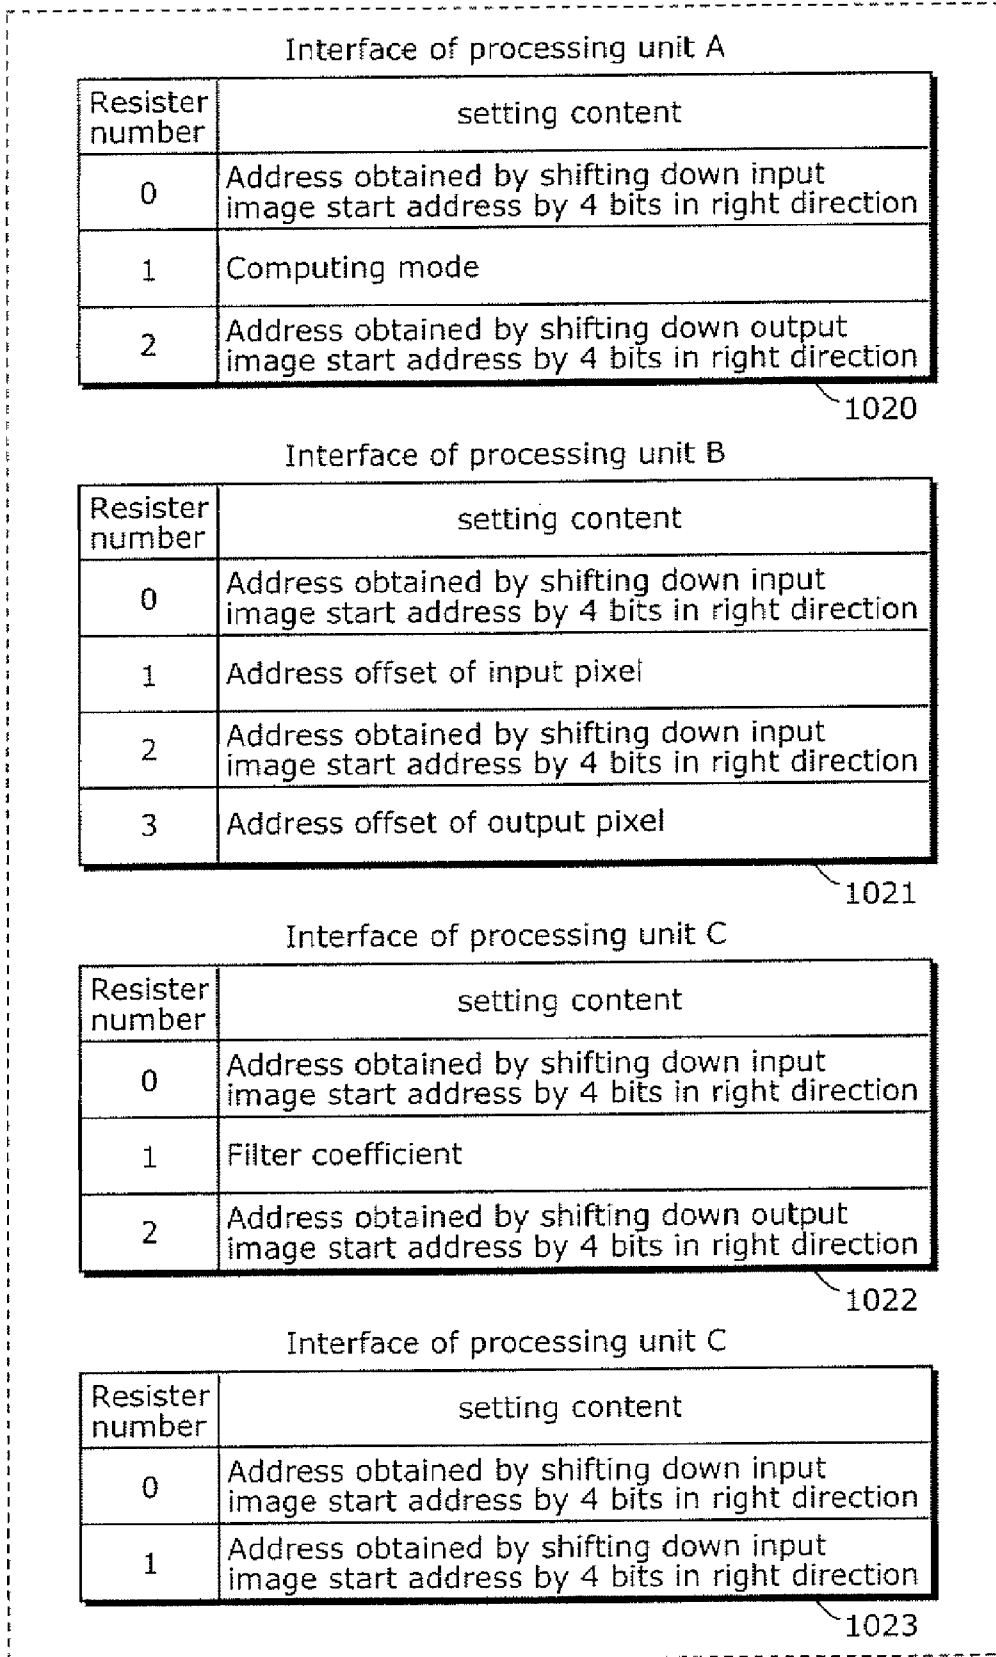 Interface of processing unit A
Resister
number
setting content
0
Address obtained by shifting down input
image start address by 4 bits in right direction
1
Computing mode
2
Address obtained by shifting down output
image start address by 4 bits in right direction
1020
Interface of processing unit B
Resister
number
setting content
0
Address obtained by shifting down input
image start address by 4 bits in right direction
1
Address offset of input pixel
2
Address obtained by shifting down input
image start address by 4 bits in right direction
3
Address offset of output pixel
1021
Interface of processing unit C
Resister
number
setting content
0
Address obtained by shifting down input
image start address by 4 bits in right direction
1
Filter coefficient
2
Address obtained by shifting down output
image start address by 4 bits in right direction
1022
Interface of processing unit C
Resister
number
setting content
0
Address obtained by shifting down input
image start address by 4 bits in right direction
1
Address obtained by shifting down input
image start address by 4 bits in right direction
1023